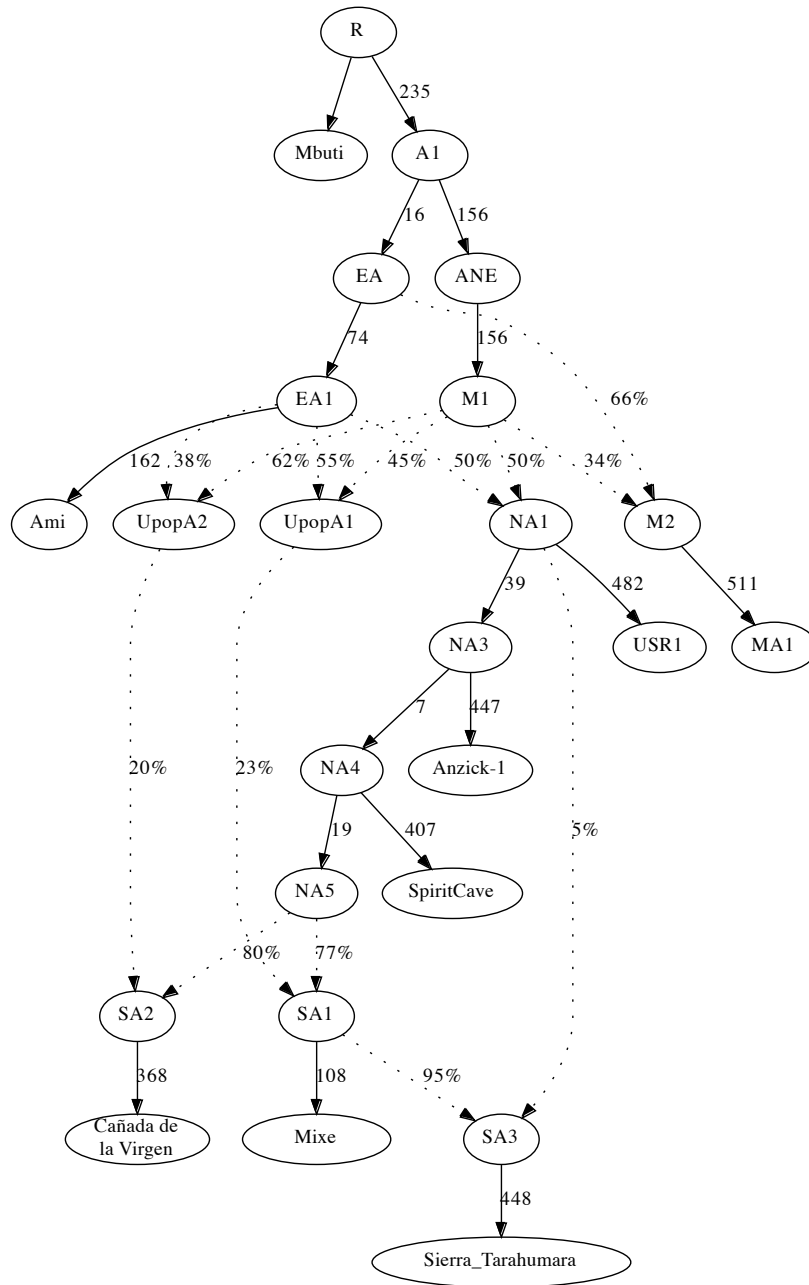 R
235
Mbuti
A1
16
156
EA
ANE
74
156
66%
EA1
M1
162
38%
62%
55%
45%
50%
50%
34%
Ami
UpopA2
UpopA1
NA1
M2
39
482
511
NA3
USR1
MA1
7
447
20%
23%
NA4
Anzick-1
5%
19
407
NA5
SpiritCave
80%
77%
SA2
SA1
368
108
95%
Cañada de
la Virgen
Mixe
SA3
448
Sierra_Tarahumara